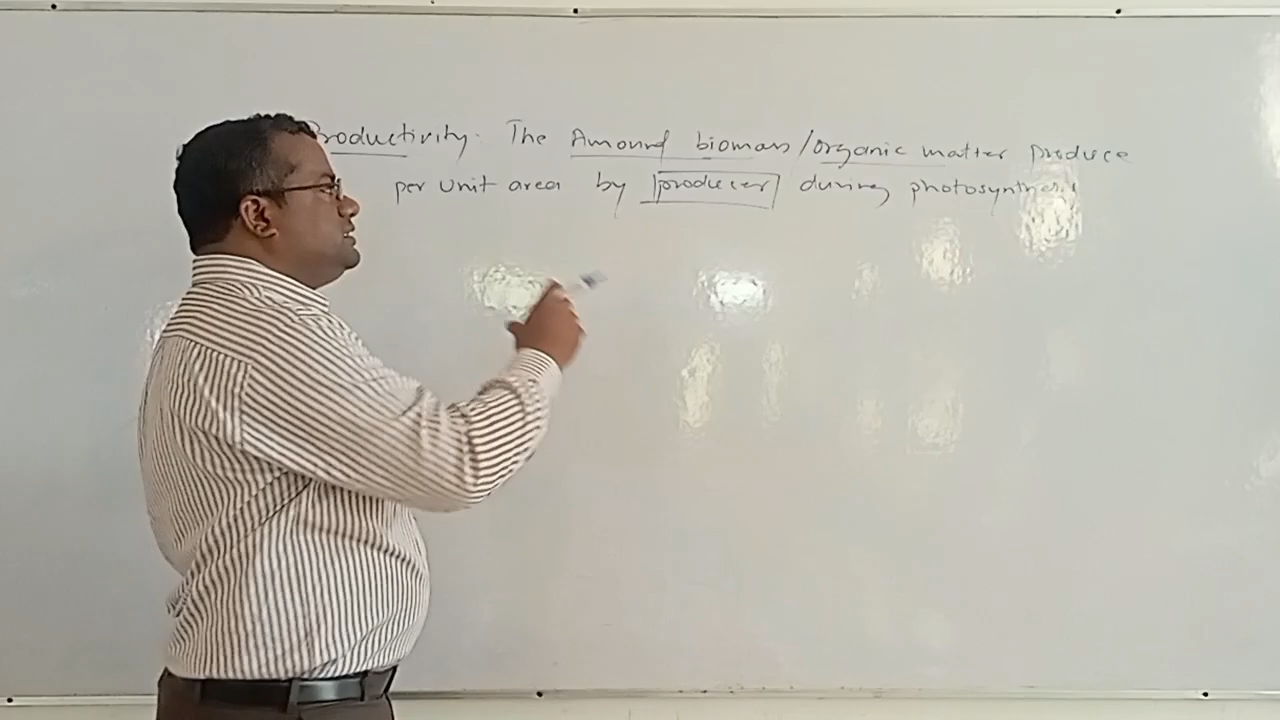 Productivity. The Amount biomass/organic matter produce
per unit area by producer during photosynthesis